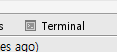 s Terminal
es ago)